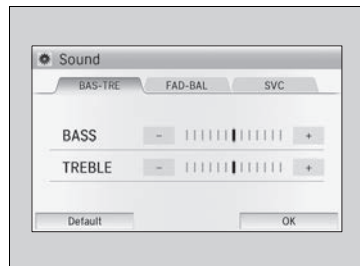 Sound
BAS-TRE FAD-BAL SVC
BASS - +
TREBLE - +
Default OK